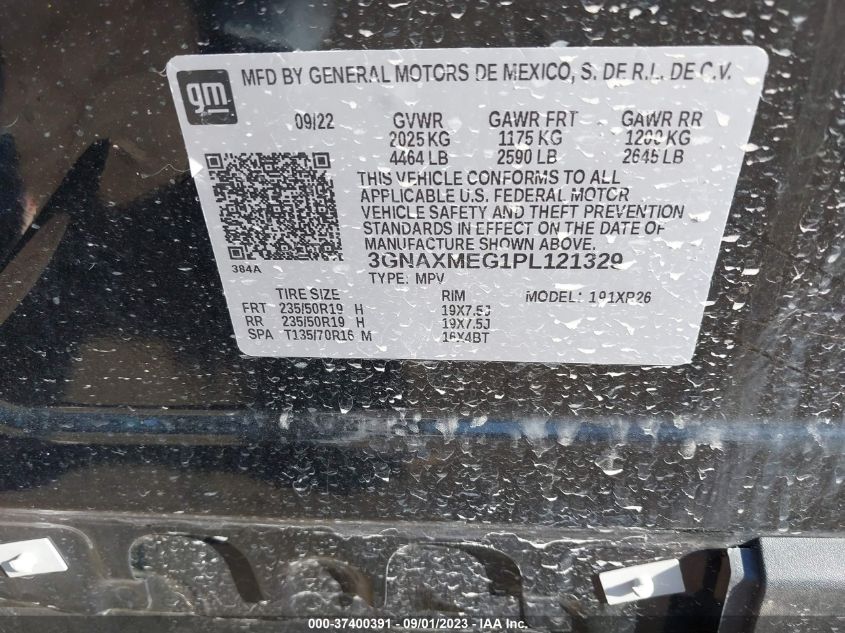 gm
MFD BY GENERAL MOTORS DE MEXICO, S. DE R.L. DE C.V.
09/22 GVWR GAWR FRT GAWR RR
2025 KG 1175 KG 1200 KG
4464 LB 2590 LB 2645 LB
THIS VEHICLE CONFORMS TO ALL
APPLICABLE U.S. FEDERAL MOTOR
VEHICLE SAFETY AND THEFT PREVENTION
STANDARDS IN EFFECT ON THE DATE OF
MANUFACTURE SHOWN ABOVE.
384A
3GNAXMEG1PL121329
TYPE: MPV
TIRE SIZE RIM MODEL: 191XP26
FRT 235/50R19 H 19X7.5J
RR 235/50R19 H 19X7.5J
SPA T135/70R16 M 16X4BT
000-37400391 - 09/01/2023 - IAA Inc.